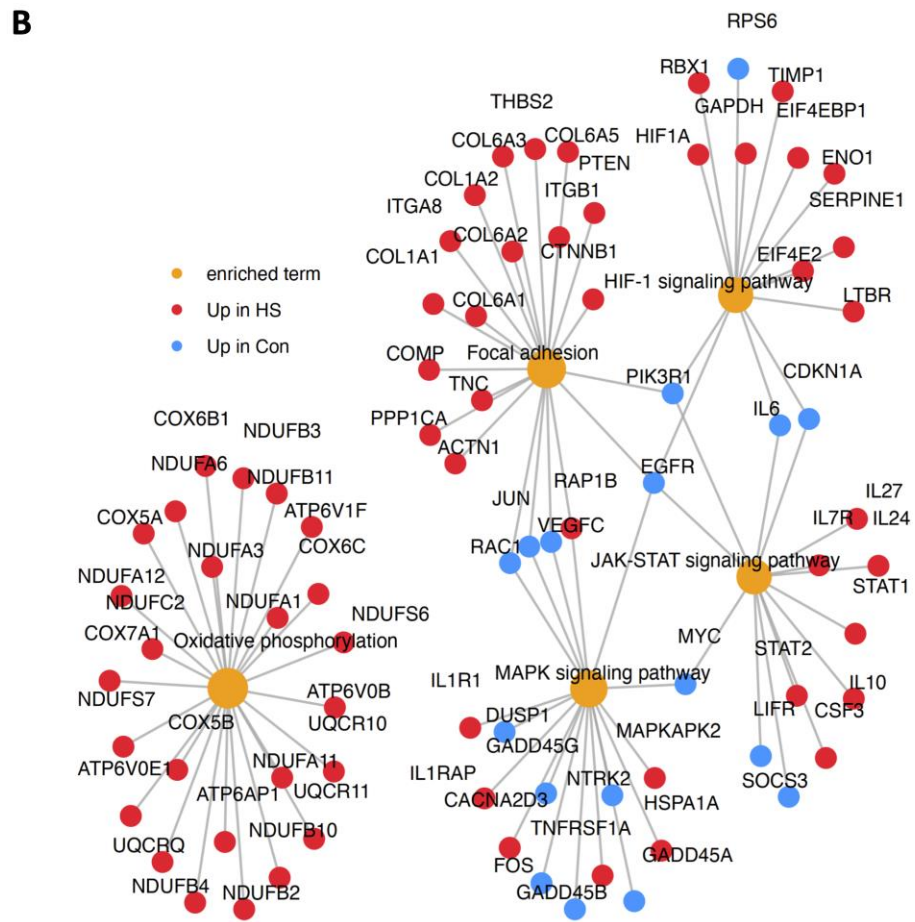 B
RPS6
RBX1
TIMP1
GAPDH
EIF4EBP1
HIF1A
ENO1
SERPINE1
EIF4E2
HIF-1 signaling pathway
LTBR
THBS2
COL6A3
COL6A5
PTEN
COL1A2
ITGB1
ITGA8
COL6A2
CTNNB1
COL1A1
COL6A1
COMP
Focal adhesion
TNC
PPP1CA
ACTN1
enriched term
Up in HS
Up in Con
PIK3R1
CDKN1A
IL6
EGFR
RAP1B
JUN
VEGFC
RAC1
IL27
IL7R
IL24
JAK-STAT signaling pathway
STAT1
MYC
STAT2
IL10
LIFR
CSF3
SOCS3
COX6B1
NDUFB3
NDUFA6
NDUFB11
COX5A
ATP6V1F
NDUFA3
COX6C
NDUFA12
NDUFC2
NDUFA1
COX7A1
NDUFS6
Oxidative phosphorylation
NDUFS7
ATP6V0B
COX5B
UQCR10
ATP6V0E1
NDUFA11
ATP6AP1
UQCR11
UQCRQ
NDUFB10
NDUFB4
NDUFB2
MAPK signaling pathway
IL1R1
DUSP1
GADD45G
MAPKAPK2
IL1RAP
CACNA2D3
NTRK2
HSPA1A
TNFRSF1A
FOS
GADD45A
GADD45B